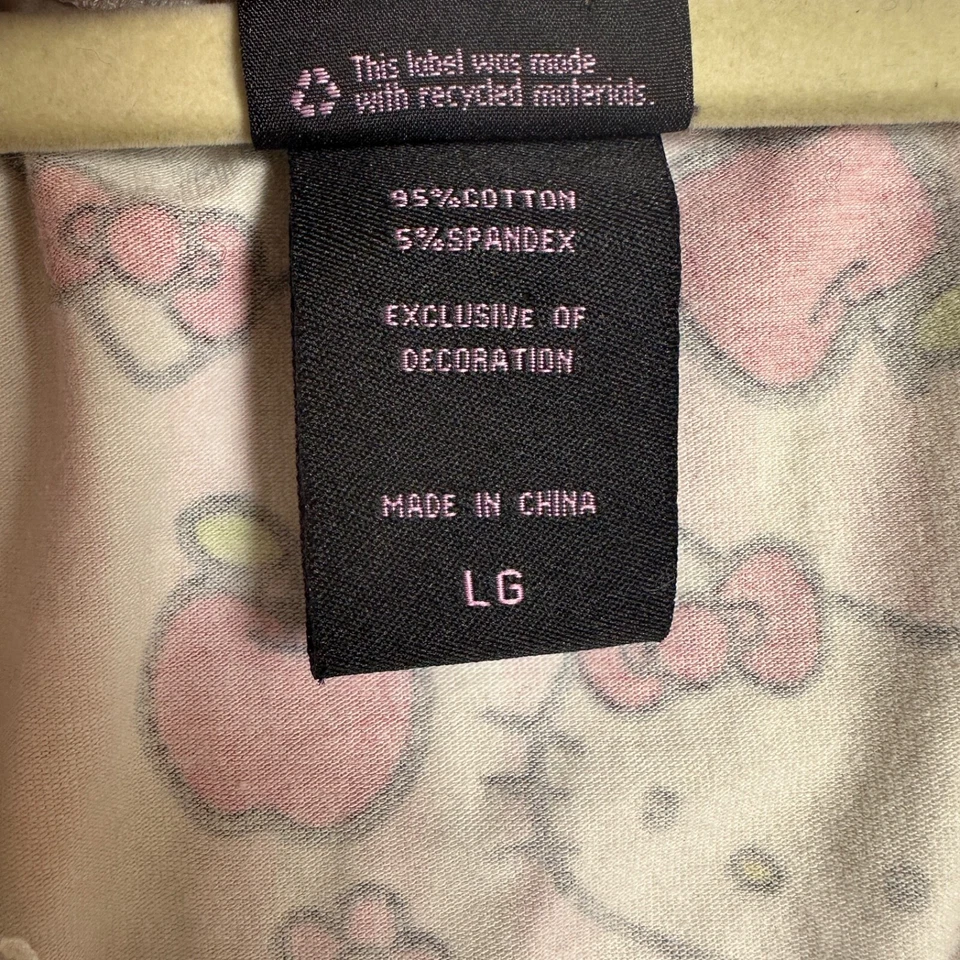 This label was made
with recycled materials.
95%COTTON
5%SPANDEX
EXCLUSIVE OF
DECORATION
MADE IN CHINA
LG